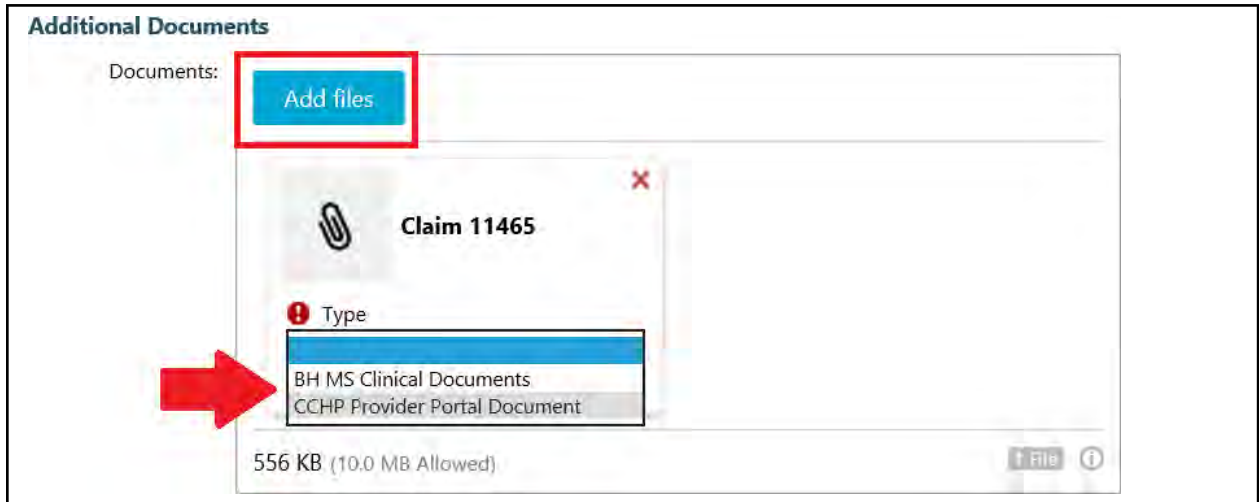 Additional Documents
Documents:
Add files
Claim 11465
Type
BH MS Clinical Documents
CCHP Provider Portal Document
556 KB (10.0 MB Allowed)
1 File